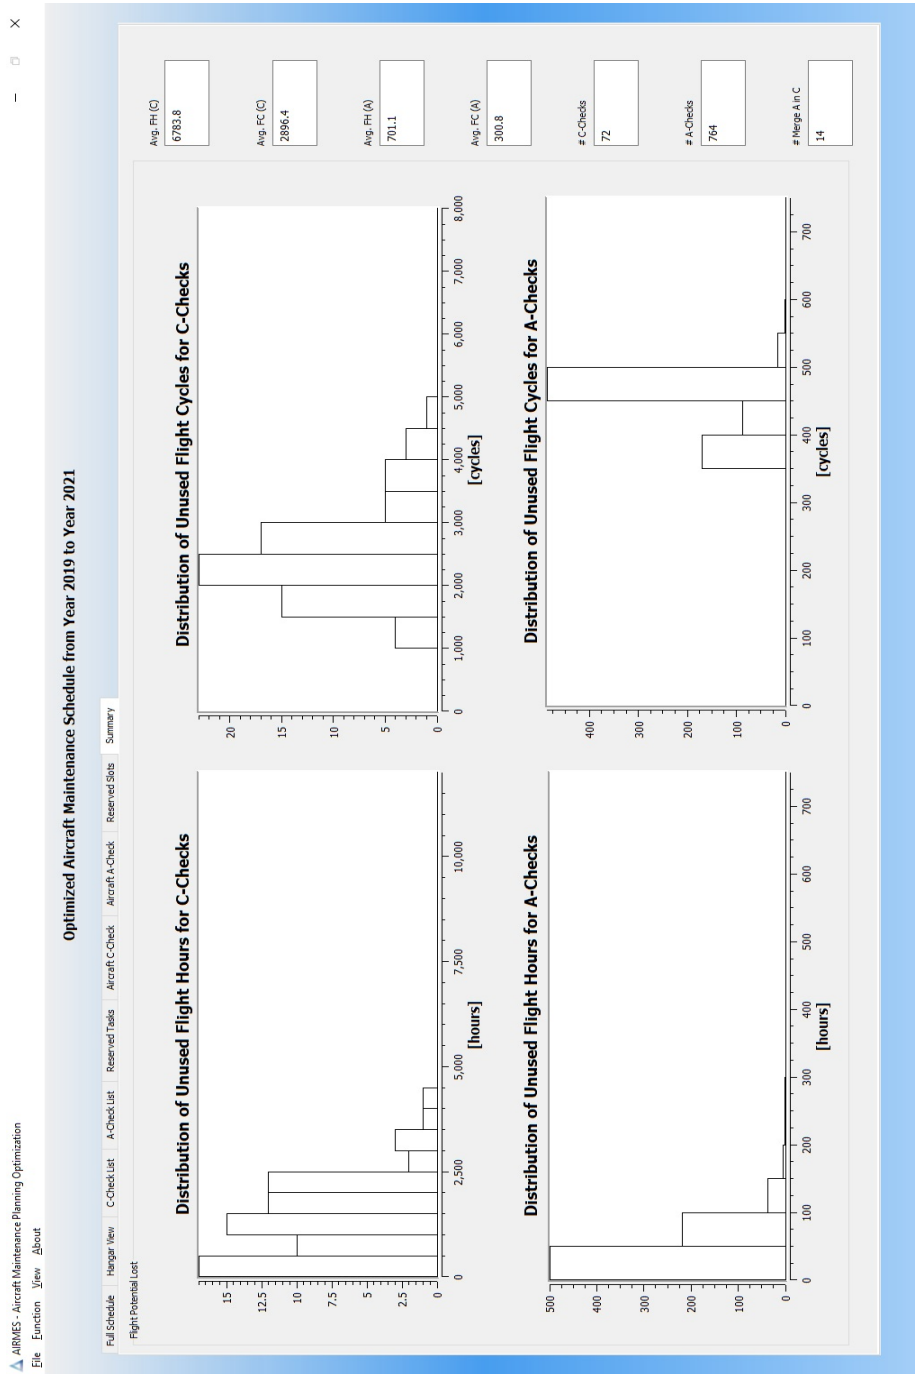 AIRMES - Aircraft Maintenance Planning Optimization
File Function View About
Optimized Aircraft Maintenance Schedule from Year 2019 to Year 2021
Full Schedule Hangar View C-Check List A-Check List Reserved Tasks Aircraft C-Check Aircraft A-Check Reserved Slots Summary
Flight Potential Lost
Distribution of Unused Flight Hours for C-Checks
15
12.5
10
7.5
5
2.5
0
0 2,500 5,000 7,500 10,000
[hours]
Distribution of Unused Flight Cycles for C-Checks
20
15
10
5
0
0 1,000 2,000 3,000 4,000 5,000 6,000 7,000 8,000
[cycles]
Distribution of Unused Flight Hours for A-Checks
500
400
300
200
100
0
0 100 200 300 400 500 600 700
[hours]
Distribution of Unused Flight Cycles for A-Checks
400
300
200
100
0
0 100 200 300 400 500 600 700
[cycles]
Avg. FH (C)
6783.8
Avg. FC (C)
2896.4
Avg. FH (A)
701.1
Avg. FC (A)
300.8
# C-Checks
72
# A-Checks
764
# Merge A in C
14